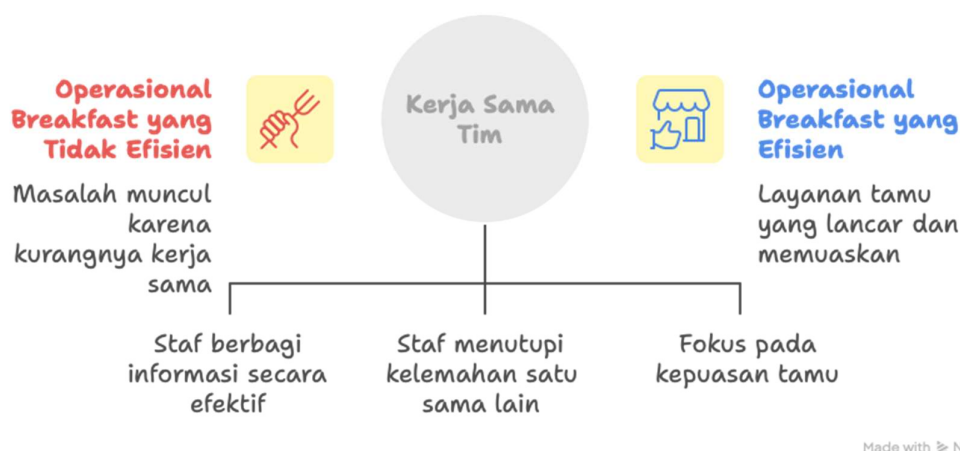 Operasional
Breakfast yang
Tidak Efisien
Masalah muncul
karena
kurangnya kerja
sama
Kerja Sama
Tim
Operasional
Breakfast yang
Efisien
Layanan tamu
yang lancar dan
memuaskan
Staf berbagi
informasi secara
efektif
Staf menutupi
kelemahan satu
sama lain
Fokus pada
kepuasan tamu
Made with